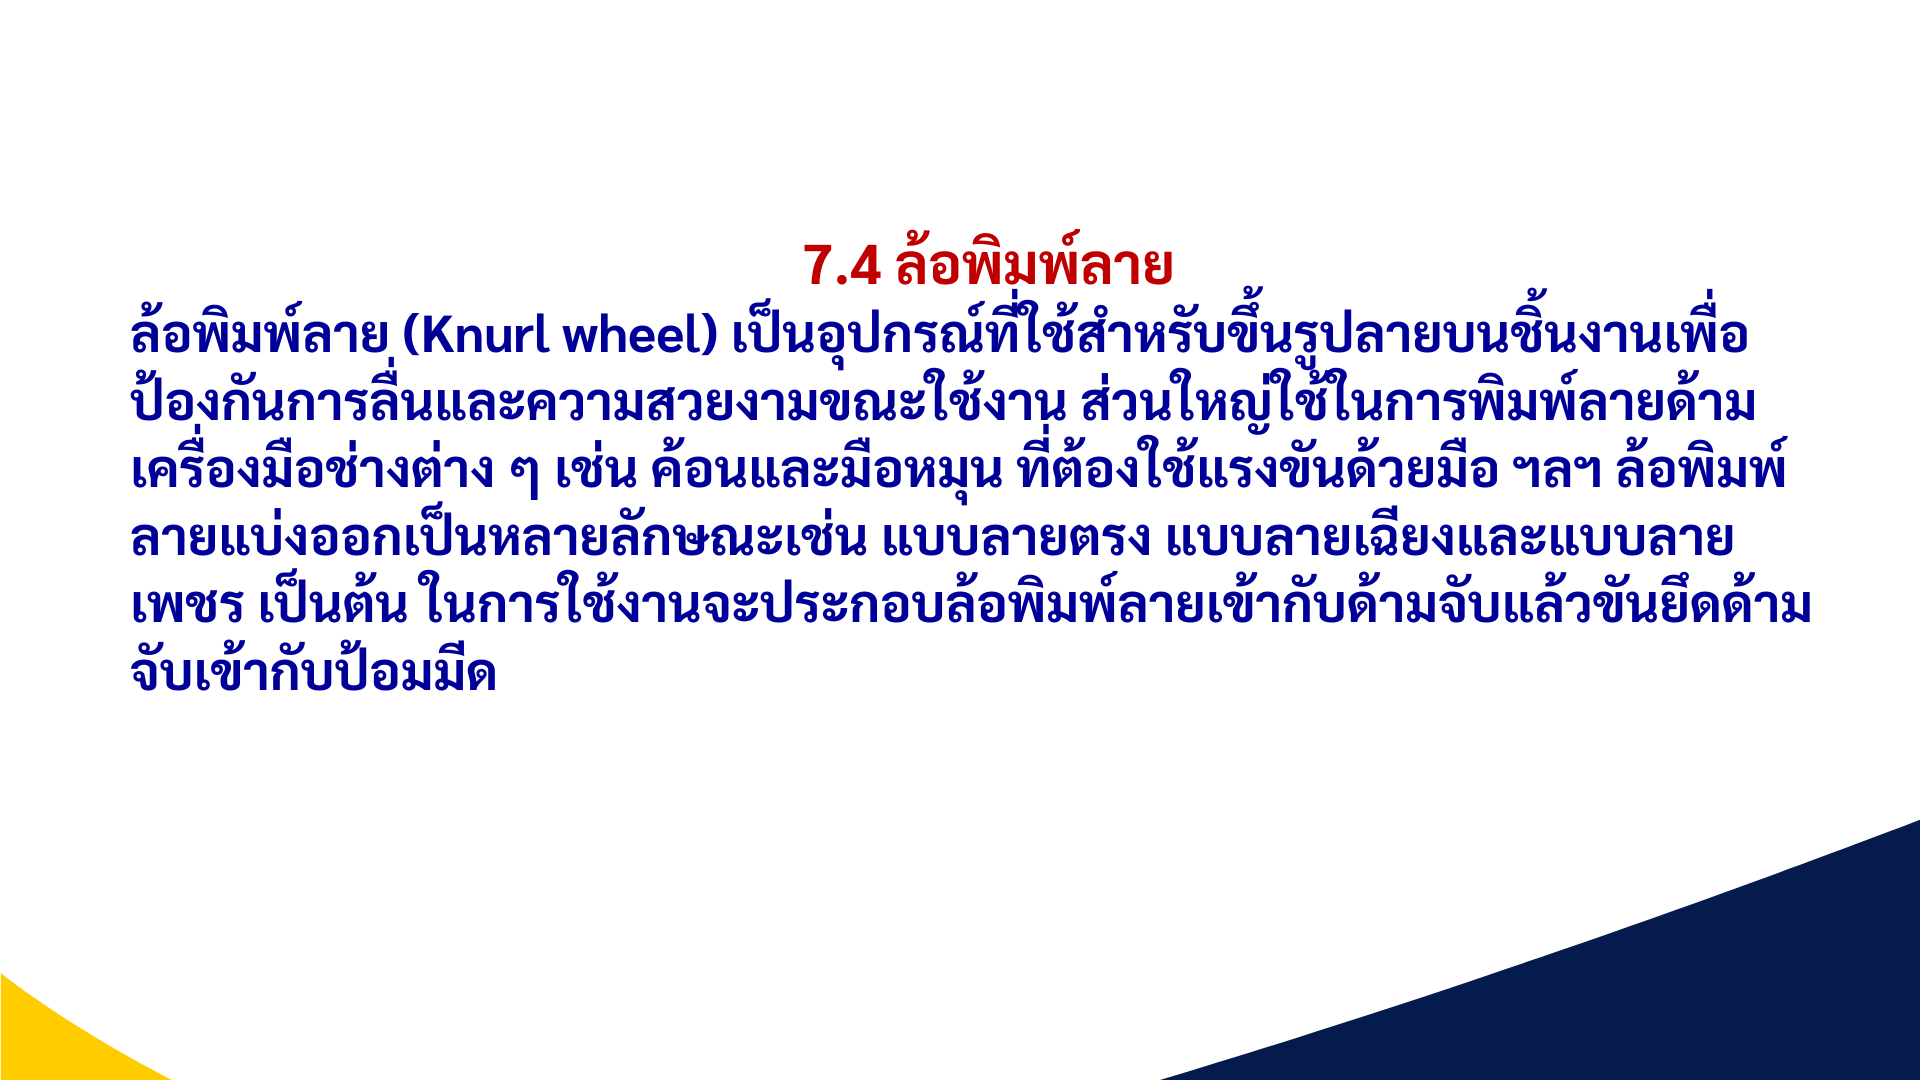 7.4 ล้อพิมพ์ลาย
ล้อพิมพ์ลาย (Knurl wheel) เป็นอุปกรณ์ที่ใช้สำหรับขึ้นรูปลายบนชิ้นงานเพื่อ
ป้องกันการลื่นและความสวยงามขณะใช้งาน ส่วนใหญ่ใช้ในการพิมพ์ลายด้าม
เครื่องมือช่างต่าง ๆ เช่น ค้อนและมือหมุน ที่ต้องใช้แรงขันด้วยมือ ฯลฯ ล้อพิมพ์
ลายแบ่งออกเป็นหลายลักษณะเช่น แบบลายตรง แบบลายเฉียงและแบบลาย
เพชร เป็นต้น ในการใช้งานจะประกอบล้อพิมพ์ลายเข้ากับด้ามจับแล้วขันยึดด้าม
จับเข้ากับป้อมมีด